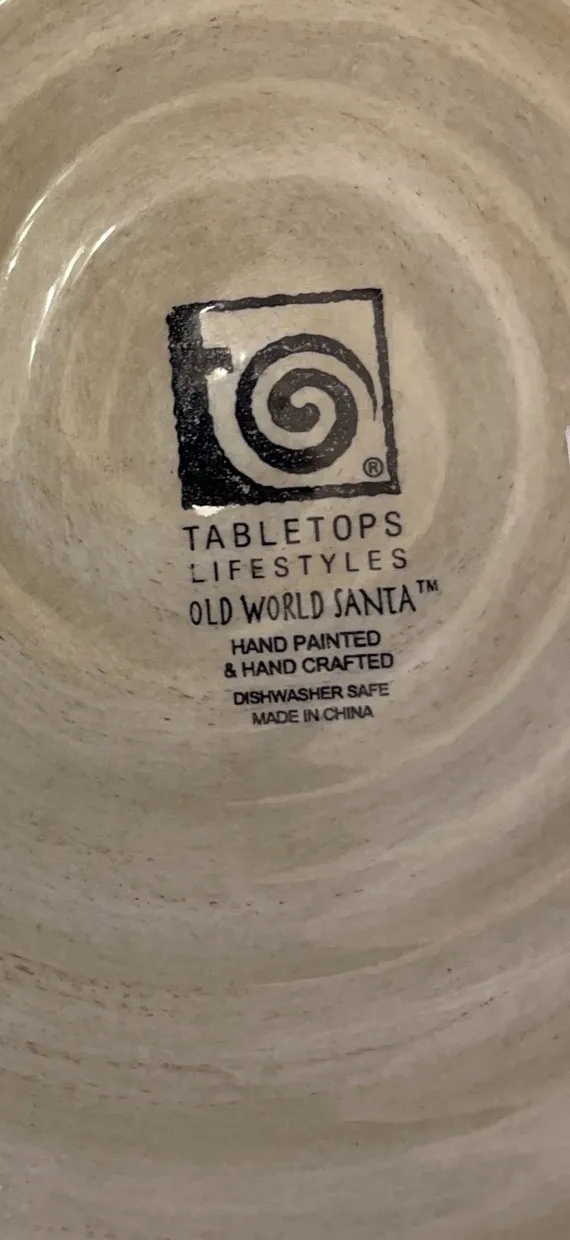 t
®
TABLETOPS
LIFESTYLES
OLD WORLD SANTA™
HAND PAINTED
& HAND CRAFTED
DISHWASHER SAFE
MADE IN CHINA